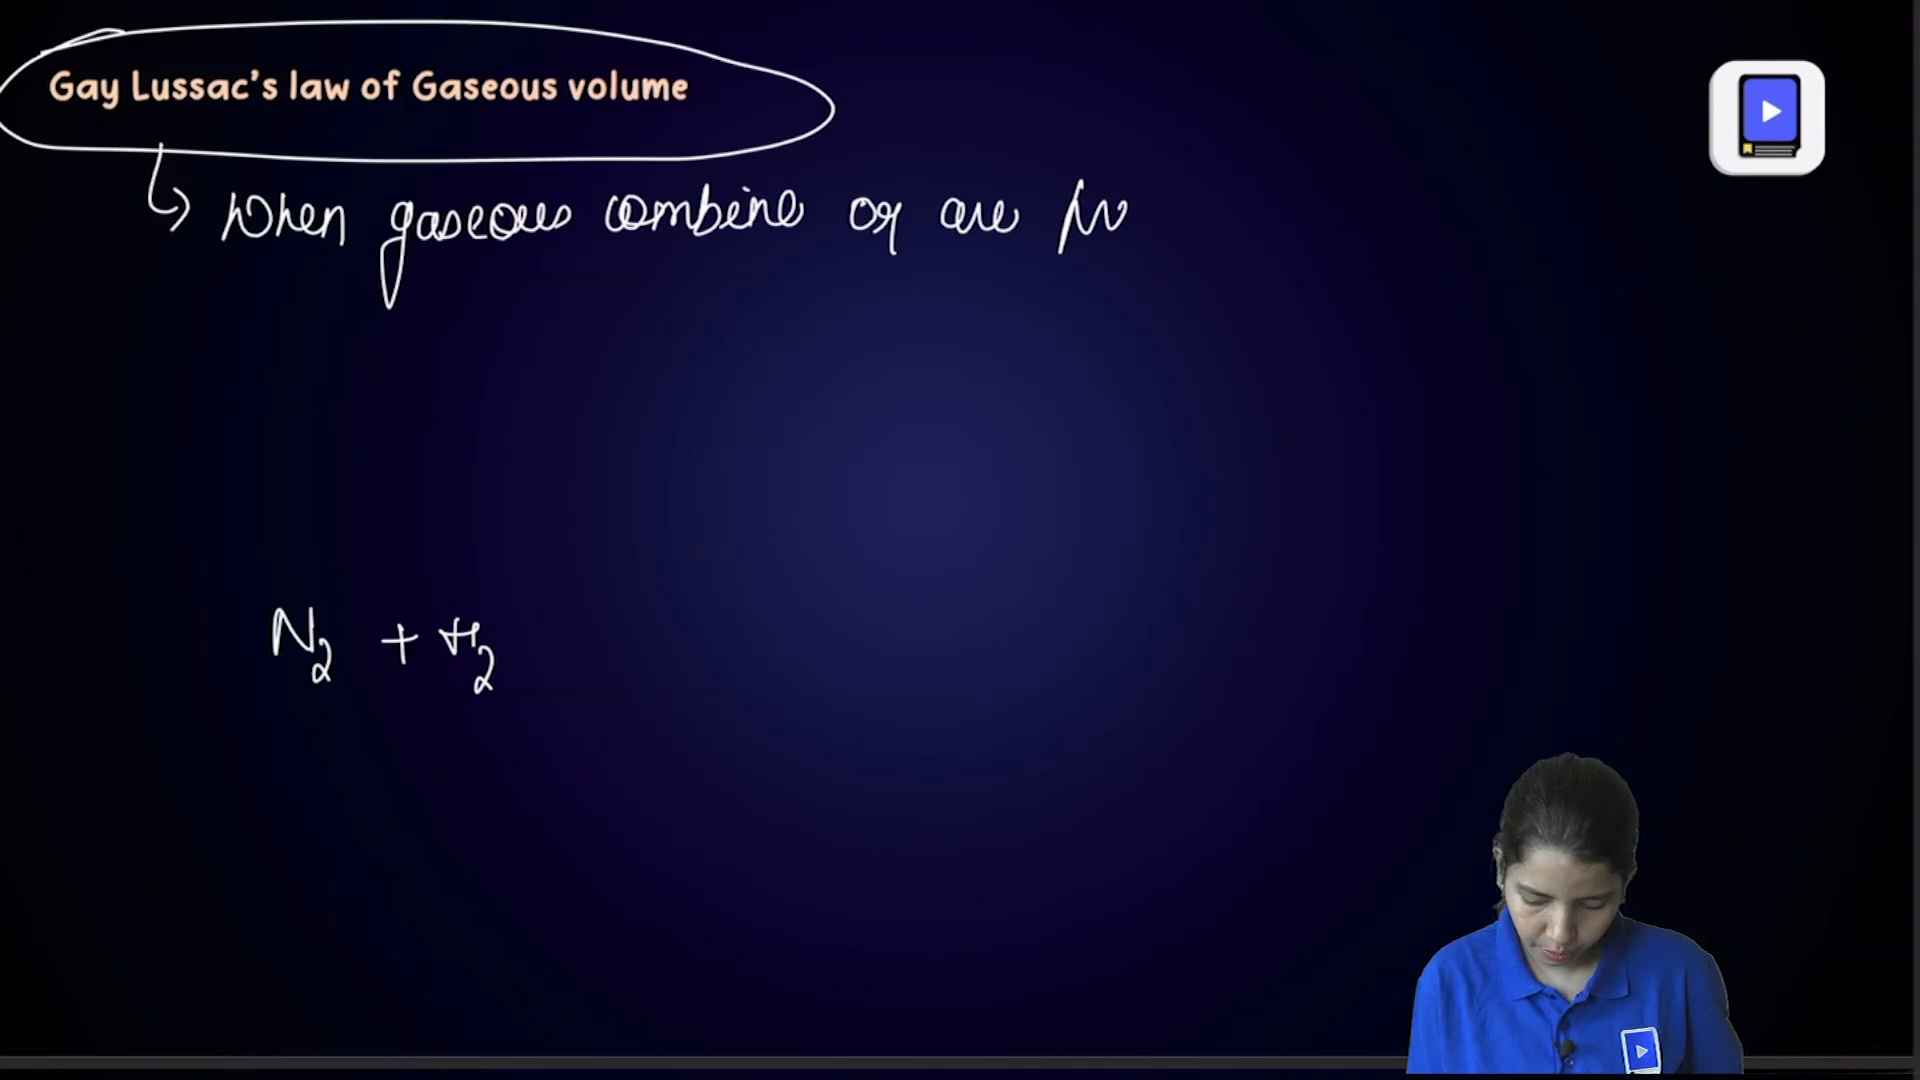 Gay Lussac's law of Gaseous volume
↳ When gaseous combine or are
N₂ + H₂